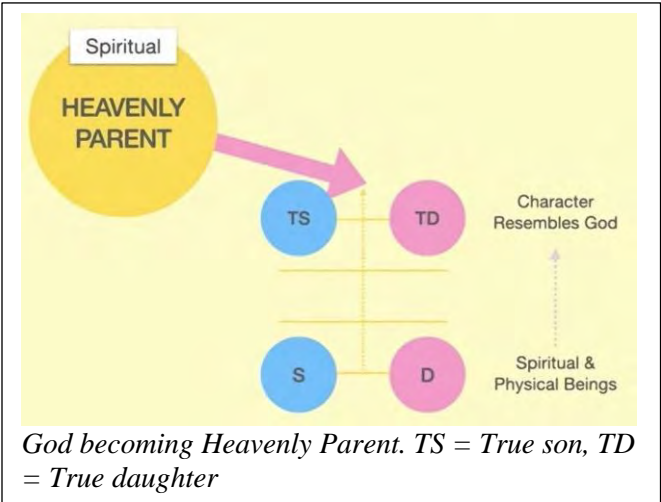 Spiritual
HEAVENLY
PARENT
TS
TD
Character
Resembles God
S
D
Spiritual &
Physical Beings
God becoming Heavenly Parent. TS = True son, TD
= True daughter